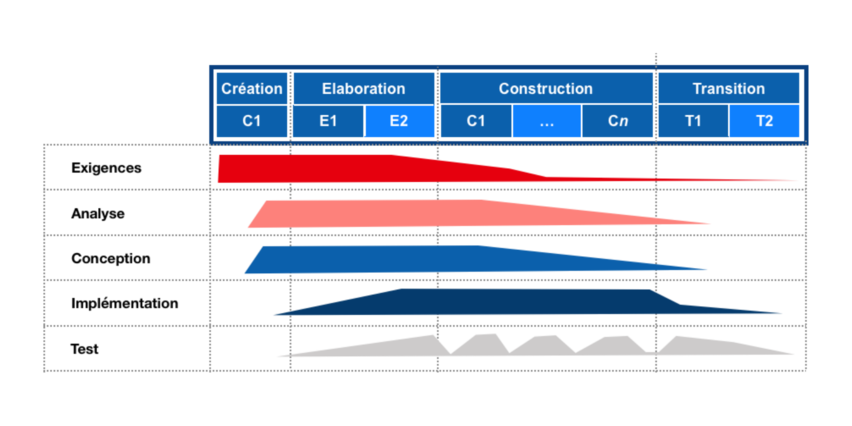 Création Elaboration Construction Transition
C1 E1 E2 C1 ... Cn T1 T2
Exigences
Analyse
Conception
Implémentation
Test